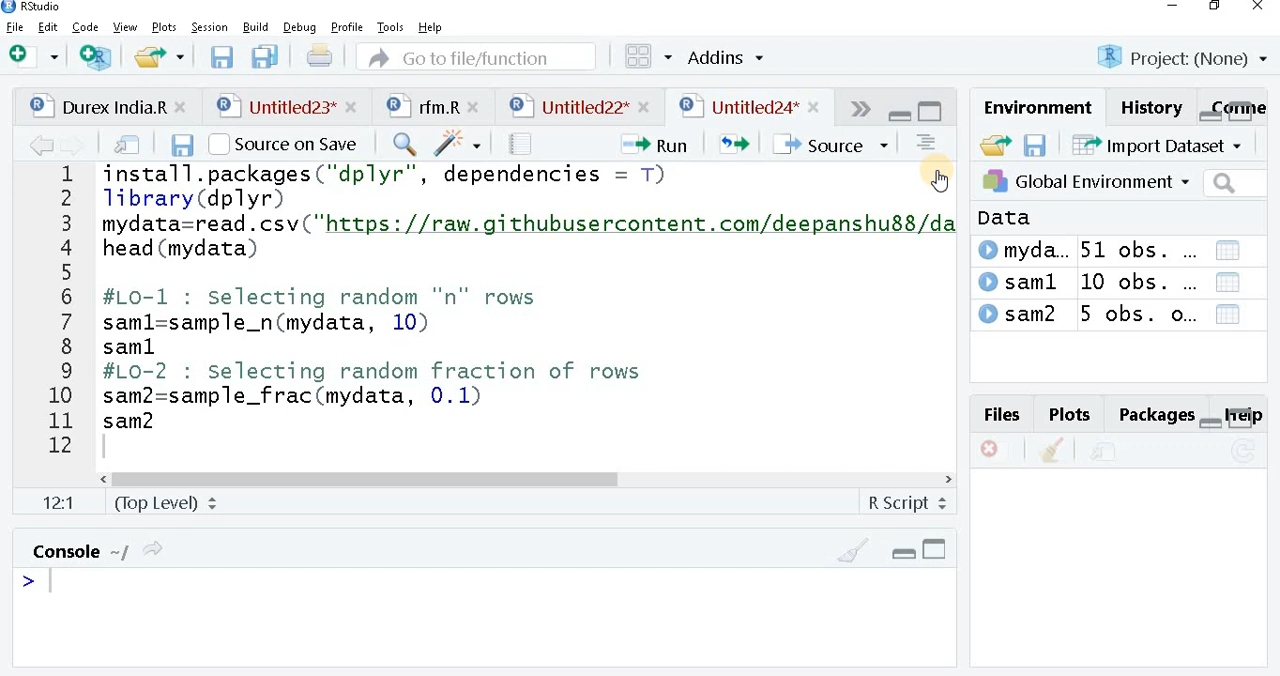 RStudio
File Edit Code View Plots Session Build Debug Profile Tools Help
Go to file/function Addins Project: (None)
Durex India.R Untitled23* rfm.R Untitled22* Untitled24*
Source on Save Run Source
1 install.packages("dplyr", dependencies = T)
2 library(dplyr)
3 mydata=read.csv("https://raw.githubusercontent.com/deepanshu88/da
4 head(mydata)
5
6 #LO-1 : Selecting random "n" rows
7 sam1=sample_n(mydata, 10)
8 sam1
9 #LO-2 : Selecting random fraction of rows
10 sam2=sample_frac(mydata, 0.1)
11 sam2
12
12:1 (Top Level) R Script
Console ~/
>
Environment History Conne
Import Dataset
Global Environment
Data
myda... 51 obs. ...
sam1 10 obs. ...
sam2 5 obs. o...
Files Plots Packages Help